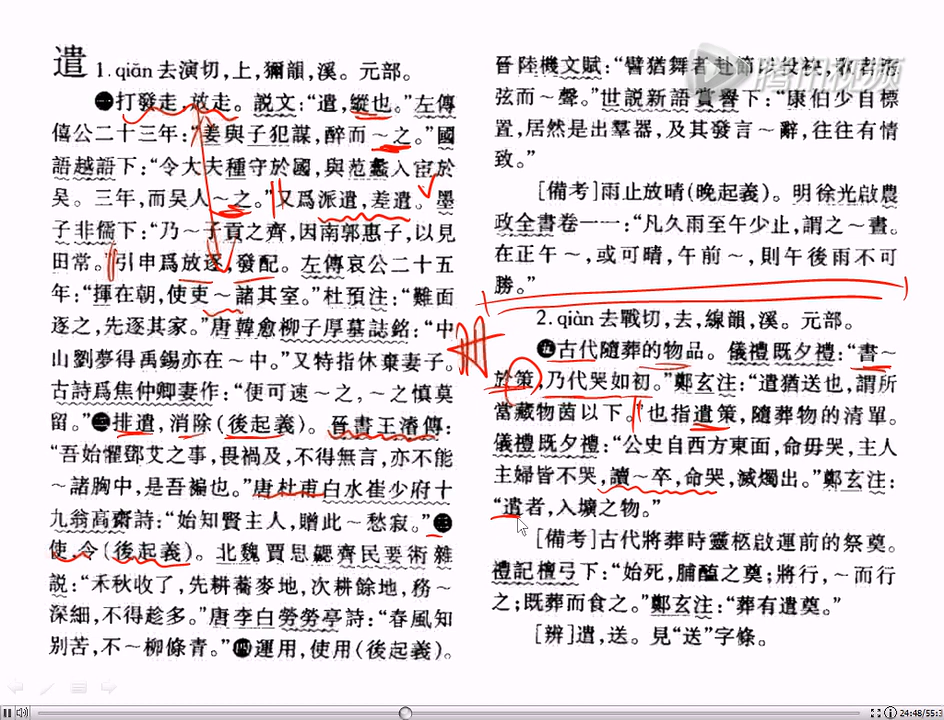 遣 1.qiǎn 去演切,上,獮韻,溪。元部。
㊀打發走,放走。説文:“遣,縱也。”左傳
僖公二十三年:“姜與子犯謀,醉而～之。”國
語越語下:“令大夫種守於國,與范蠡入宦於
吴。三年,而吴人～之。”又爲派遣,差遣。墨
子非儒下:“乃～子貢之齊,因南郭惠子,以見
田常。”引申爲放逐,發配。左傳哀公二十五
年:“揮在朝,使吏～諸其室。”杜預注:“難面
逐之,先逐其家。”唐韓愈柳子厚墓誌銘:“中
山劉夢得禹錫亦在～中。”又特指休棄妻子。
古詩爲焦仲卿妻作:“便可速～之,～之慎莫
留。”㊁排遣,消除(後起義)。晉書王濬傳:
“吾始懼鄧艾之事,畏禍及,不得無言,亦不能
～諸胸中,是吾褊也。”唐杜甫白水崔少府十
九翁高齋詩:“始知賢主人,贈此～愁寂。”㊂
使,令(後起義)。北魏賈思勰齊民要術雜
説:“禾秋收了,先耕蕎麥地,次耕餘地,務～
深細,不得趁多。”唐李白勞勞亭詩:“春風知
别苦,不～柳條青。”㊃運用,使用(後起義)。
晉陸機文賦:“譬猶舞者赴節以投袂,歌者
弦而～聲。”世説新語賞譽下:“康伯少自標
置,居然是出羣器,及其發言～辭,往往有情
致。”
[備考]雨止放晴(晚起義)。明徐光啟農
政全書卷一一:“凡久雨至午少止,謂之～晝。
在正午～,或可晴,午前～,則午後雨不可
勝。”
2.qiàn 去戰切,去,線韻,溪。元部。
㊄古代隨葬的物品。儀禮既夕禮:“書～
於策,乃代哭如初。”鄭玄注:“遣猶送也,謂所
當藏物茵以下。”也指遣策,隨葬物的清單。
儀禮既夕禮:“公史自西方東面,命毋哭,主人
主婦皆不哭,讀～卒,命哭,滅燭出。”鄭玄注:
“遣者,入壙之物。”
[備考]古代將葬時靈柩啟運前的祭奠。
禮記檀弓下:“始死,脯醢之奠;將行,～而行
之;既葬而食之。”鄭玄注:“葬有遣奠。”
[辨]遣,送。見“送”字條。
腾讯视频
24:48/55:3